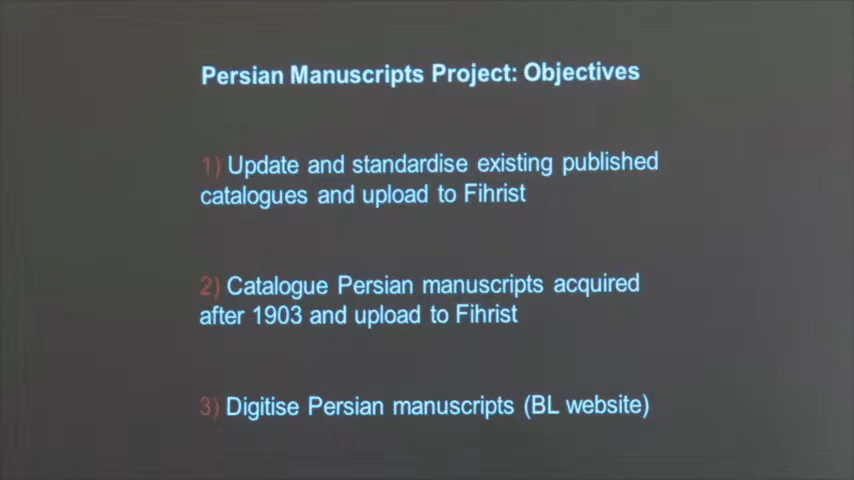 Persian Manuscripts Project: Objectives
1) Update and standardise existing published
catalogues and upload to Fihrist
2) Catalogue Persian manuscripts acquired
after 1903 and upload to Fihrist
3) Digitise Persian manuscripts (BL website)